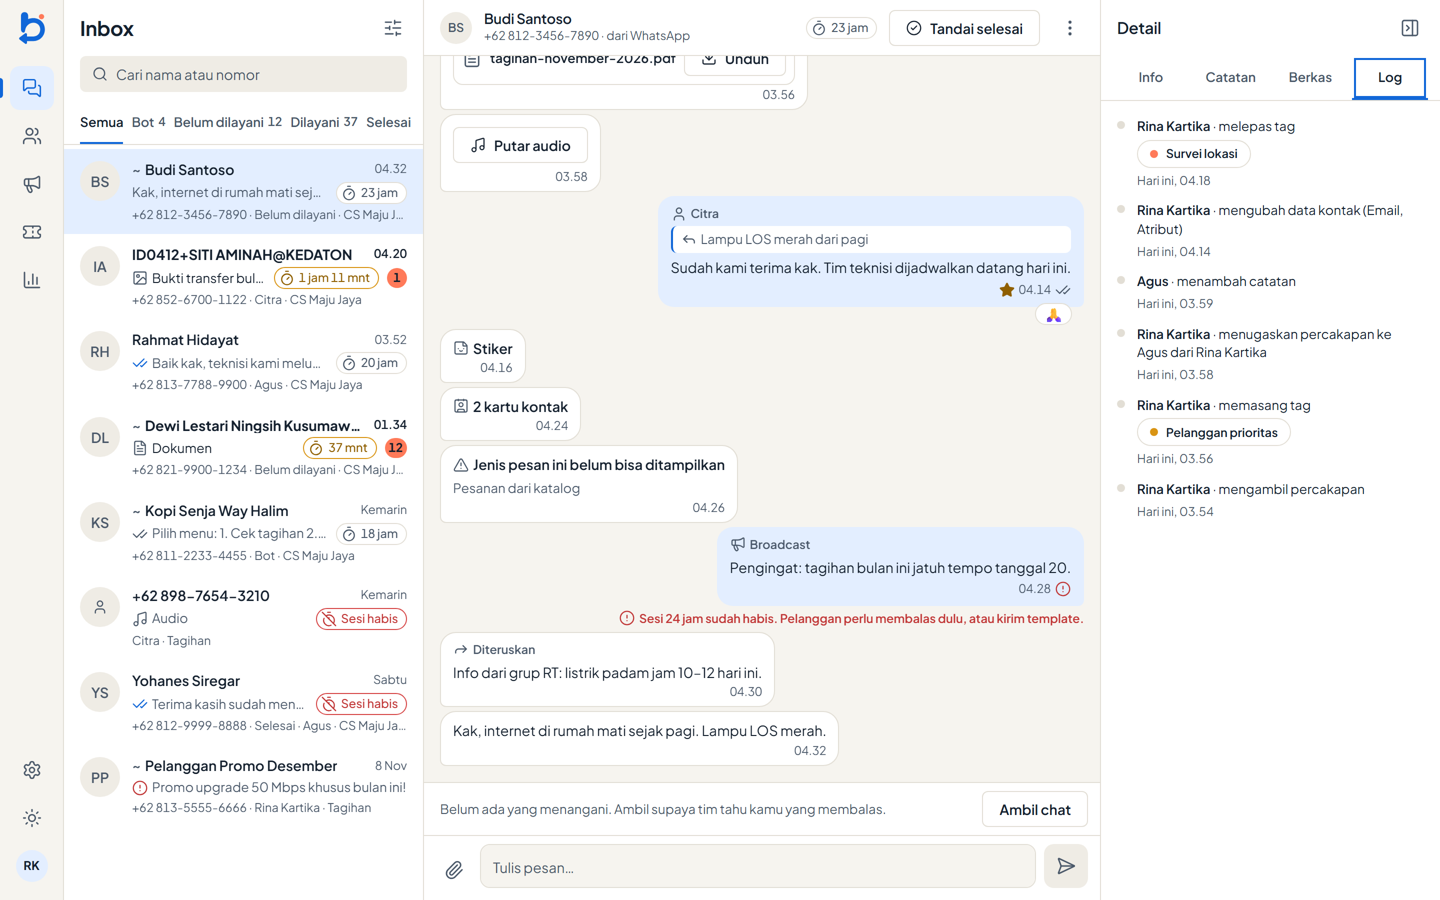 Inbox
Cari nama atau nomor
Semua Bot 4 Belum dilayani 12 Dilayani 37 Selesai
BS
~ Budi Santoso 04.32
Kak, internet di rumah mati sej... 23 jam
+62 812-3456-7890 · Belum dilayani · CS Maju J...
IA
ID0412+SITI AMINAH@KEDATON 04.20
Bukti transfer bul... 1 jam 11 mnt 1
+62 852-6700-1122 · Citra · CS Maju Jaya
RH
Rahmat Hidayat 03.52
Baik kak, teknisi kami melu... 20 jam
+62 813-7788-9900 · Agus · CS Maju Jaya
DL
~ Dewi Lestari Ningsih Kusumaw... 01.34
Dokumen 37 mnt 12
+62 821-9900-1234 · Belum dilayani · CS Maju J...
KS
~ Kopi Senja Way Halim Kemarin
Pilih menu: 1. Cek tagihan 2.... 18 jam
+62 811-2233-4455 · Bot · CS Maju Jaya
+62 898-7654-3210 Kemarin
Audio Sesi habis
Citra · Tagihan
YS
Yohanes Siregar Sabtu
Terima kasih sudah men... Sesi habis
+62 812-9999-8888 · Selesai · Agus · CS Maju Ja...
PP
~ Pelanggan Promo Desember 8 Nov
Promo upgrade 50 Mbps khusus bulan ini!
+62 813-5555-6666 · Rina Kartika · Tagihan
RK
BS
Budi Santoso
+62 812-3456-7890 · dari WhatsApp
23 jam
Tandai selesai
tagihan-november-2026.pdf Unduh
03.56
Putar audio
03.58
Citra
Lampu LOS merah dari pagi
Sudah kami terima kak. Tim teknisi dijadwalkan datang hari ini.
04.14
Stiker
04.16
2 kartu kontak
04.24
Jenis pesan ini belum bisa ditampilkan
Pesanan dari katalog
04.26
Broadcast
Pengingat: tagihan bulan ini jatuh tempo tanggal 20.
04.28
Sesi 24 jam sudah habis. Pelanggan perlu membalas dulu, atau kirim template.
Diteruskan
Info dari grup RT: listrik padam jam 10–12 hari ini.
04.30
Kak, internet di rumah mati sejak pagi. Lampu LOS merah.
04.32
Belum ada yang menangani. Ambil supaya tim tahu kamu yang membalas.
Ambil chat
Tulis pesan...
Detail
Info Catatan Berkas Log
Rina Kartika · melepas tag
Survei lokasi
Hari ini, 04.18
Rina Kartika · mengubah data kontak (Email,
Atribut)
Hari ini, 04.14
Agus · menambah catatan
Hari ini, 03.59
Rina Kartika · menugaskan percakapan ke
Agus dari Rina Kartika
Hari ini, 03.58
Rina Kartika · memasang tag
Pelanggan prioritas
Hari ini, 03.56
Rina Kartika · mengambil percakapan
Hari ini, 03.54